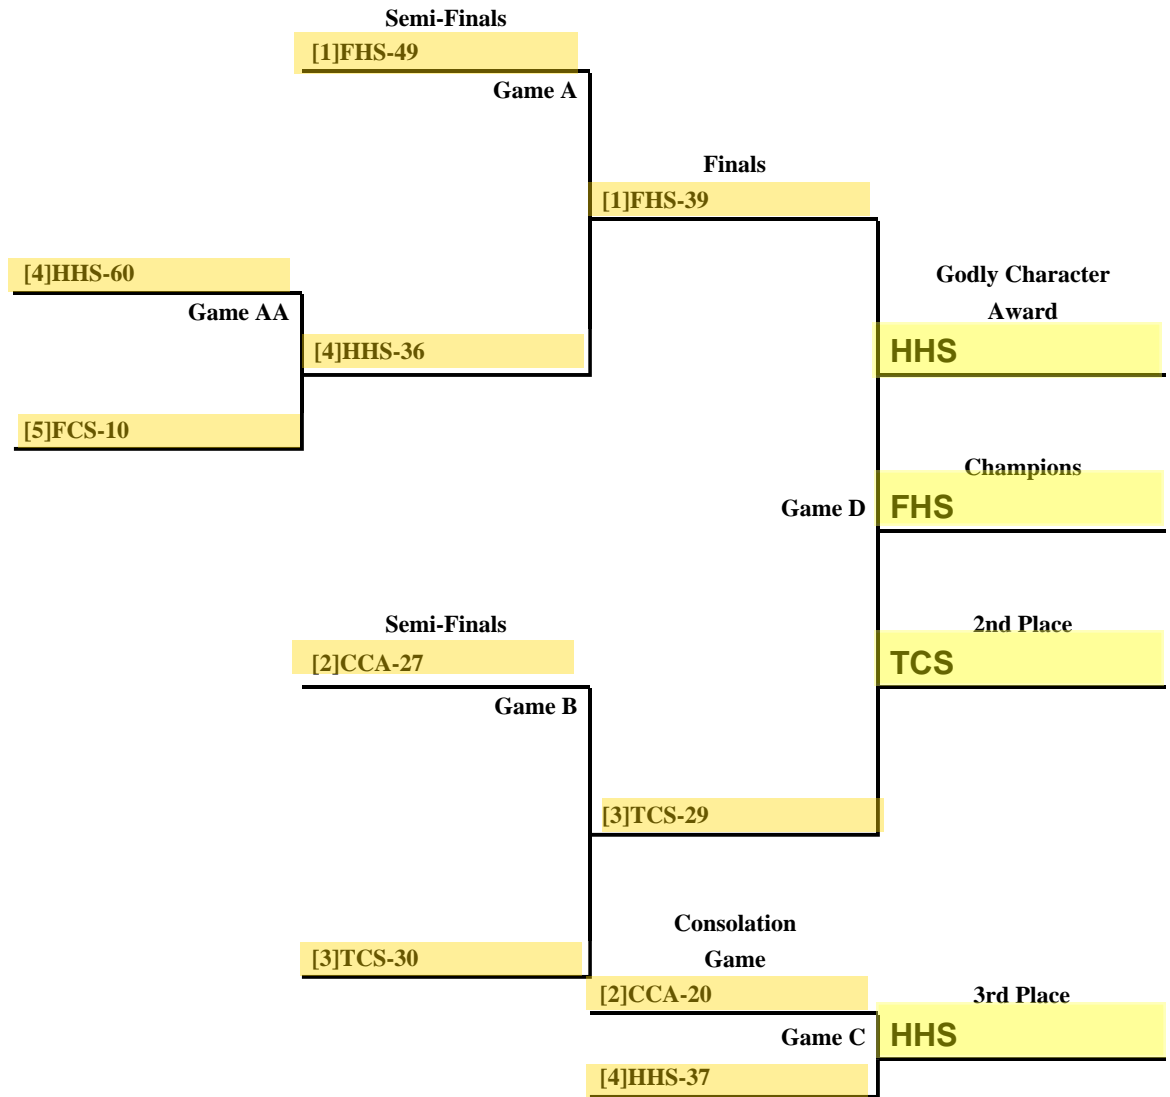 Semi-Finals
[1]FHS-49
Game A
Finals
[1]FHS-39
[4]HHS-60
Game AA
[4]HHS-36
[5]FCS-10
Godly Character
Award
HHS
Champions
Game D
FHS
Semi-Finals
[2]CCA-27
Game B
2nd Place
TCS
[3]TCS-29
[3]TCS-30
Consolation
Game
[2]CCA-20
Game C
[4]HHS-37
3rd Place
HHS